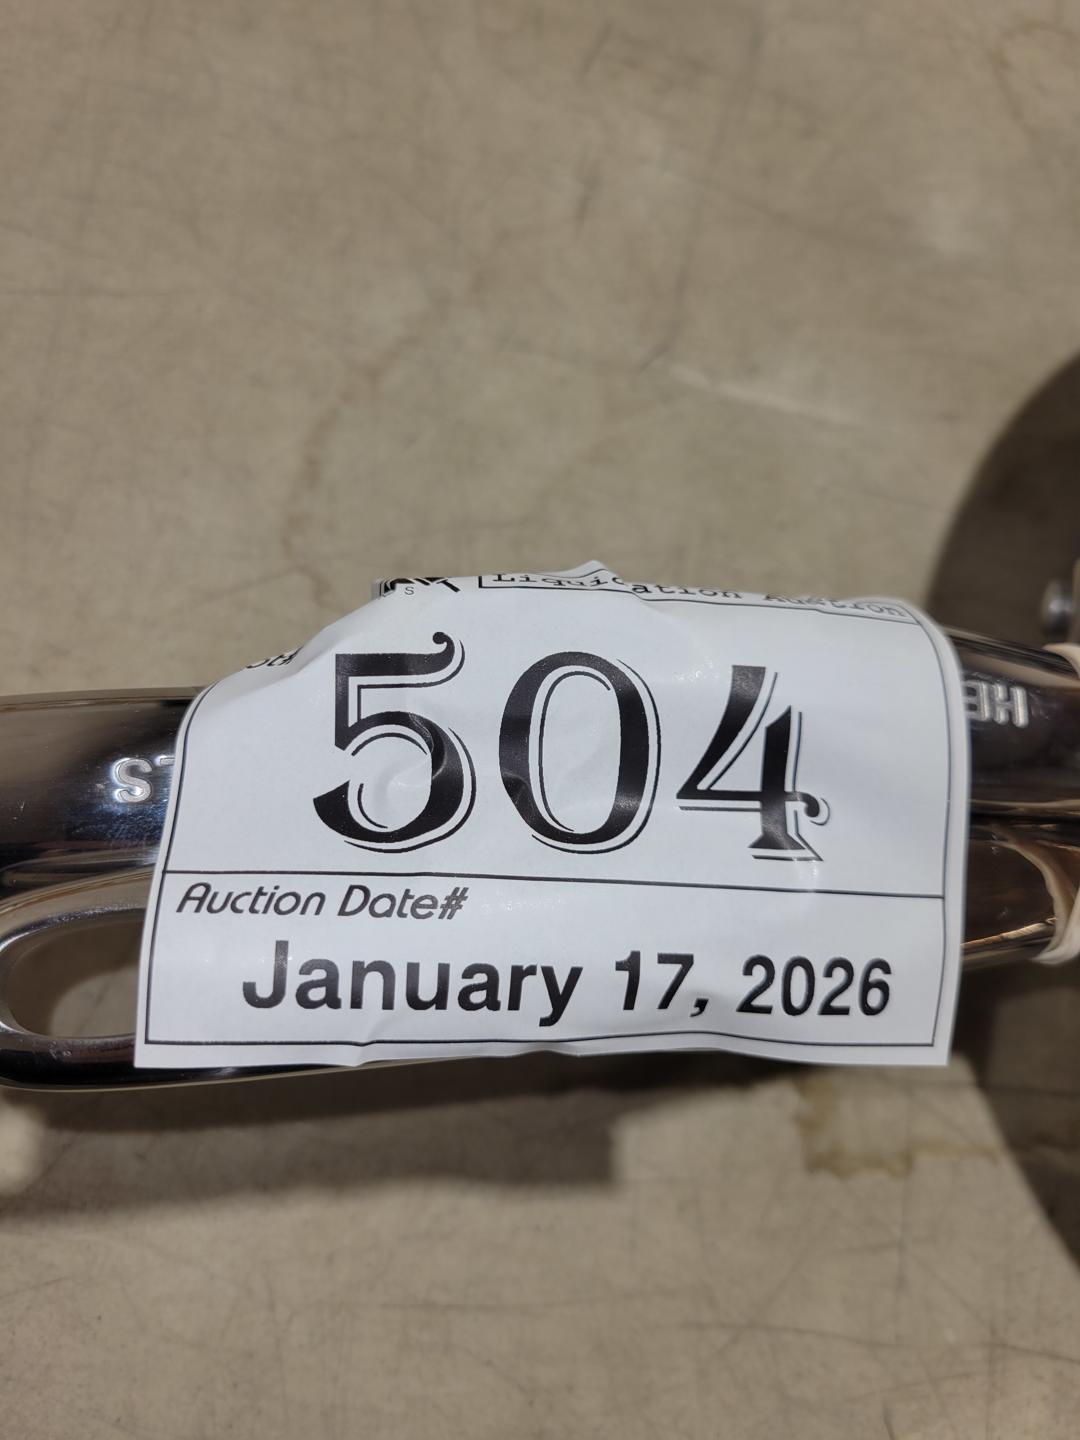 Liquidation Auction
504
Auction Date#
January 17, 2026